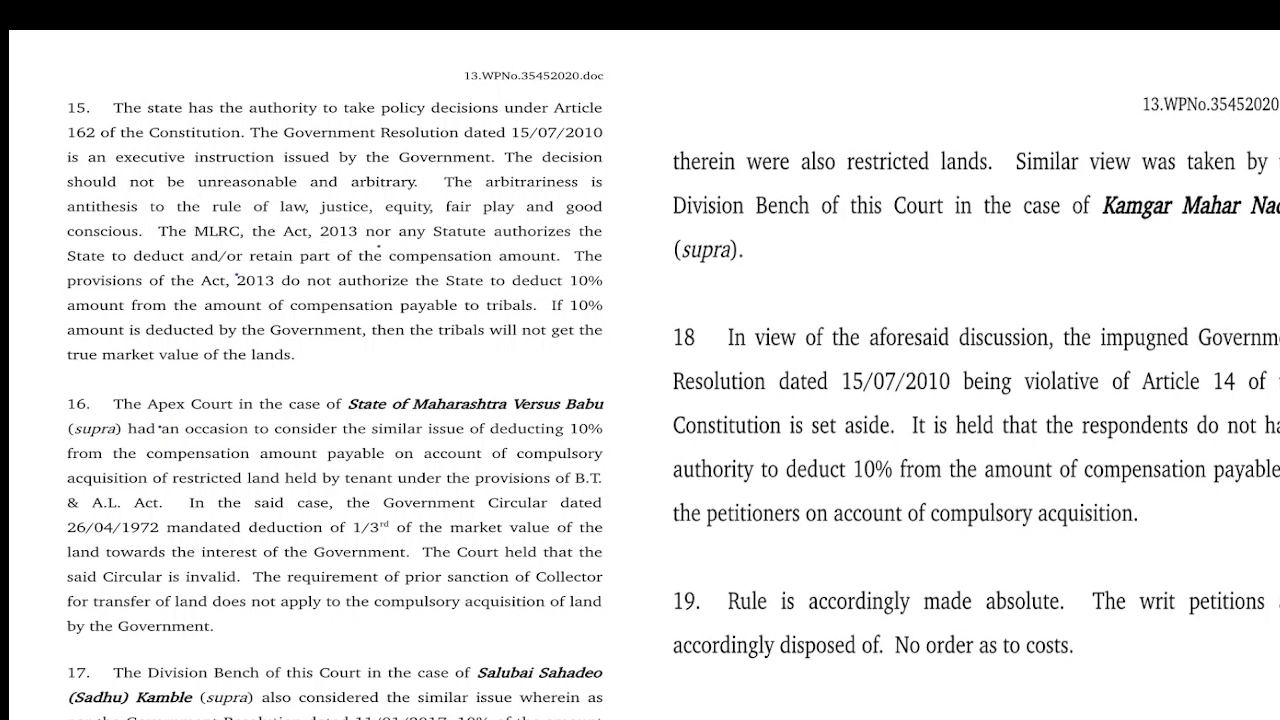 13.WPNo.35452020.doc
15. The state has the authority to take policy decisions under Article
162 of the Constitution. The Government Resolution dated 15/07/2010
is an executive instruction issued by the Government. The decision
should not be unreasonable and arbitrary. The arbitrariness is
antithesis to the rule of law, justice, equity, fair play and good
conscious. The MLRC, the Act, 2013 nor any Statute authorizes the
State to deduct and/or retain part of the compensation amount. The
provisions of the Act, 2013 do not authorize the State to deduct 10%
amount from the amount of compensation payable to tribals. If 10%
amount is deducted by the Government, then the tribals will not get the
true market value of the lands.
16. The Apex Court in the case of State of Maharashtra Versus Babu
(supra) had an occasion to consider the similar issue of deducting 10%
from the compensation amount payable on account of compulsory
acquisition of restricted land held by tenant under the provisions of B.T.
& A.L. Act. In the said case, the Government Circular dated
26/04/1972 mandated deduction of 1/3rd of the market value of the
land towards the interest of the Government. The Court held that the
said Circular is invalid. The requirement of prior sanction of Collector
for transfer of land does not apply to the compulsory acquisition of land
by the Government.
17. The Division Bench of this Court in the case of Salubai Sahadeo
(Sadhu) Kamble (supra) also considered the similar issue wherein as
13.WPNo.35452020
therein were also restricted lands. Similar view was taken by
Division Bench of this Court in the case of Kamgar Mahar
(supra).
18 In view of the aforesaid discussion, the impugned
Resolution dated 15/07/2010 being violative of Article 14 of
Constitution is set aside. It is held that the respondents do not
authority to deduct 10% from the amount of compensation payable
the petitioners on account of compulsory acquisition.
19. Rule is accordingly made absolute. The writ petitions
accordingly disposed of. No order as to costs.